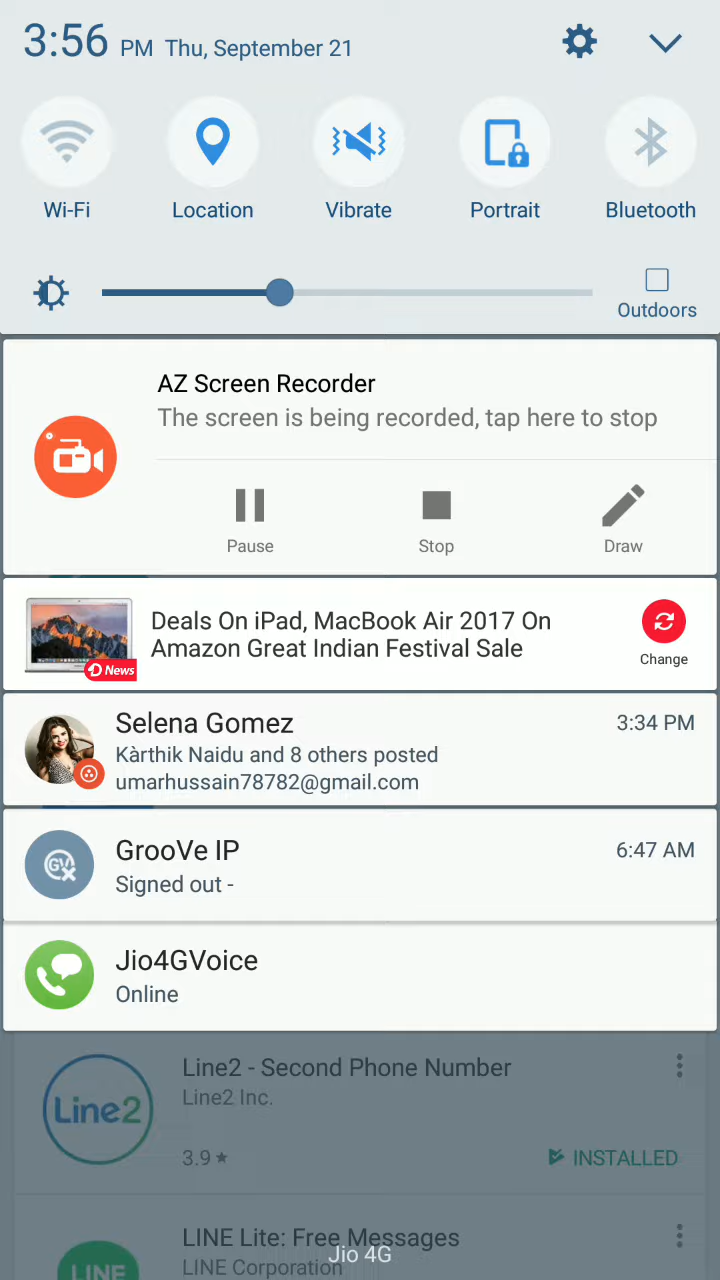 3:56 PM Thu, September 21
Wi-Fi
Location
Vibrate
Portrait
Bluetooth
Outdoors
AZ Screen Recorder
The screen is being recorded, tap here to stop
Pause
Stop
Draw
Deals On iPad, MacBook Air 2017 On
Amazon Great Indian Festival Sale
D News
Change
Selena Gomez
3:34 PM
Kàrthik Naidu and 8 others posted
umarhussain78782@gmail.com
GV
GrooVe IP
6:47 AM
Signed out -
Jio4GVoice
Online
Line2
Line2 - Second Phone Number
Line2 Inc.
3.9 ★
INSTALLED
LINE
LINE Lite: Free Messages
LINE Corporation
Jio 4G